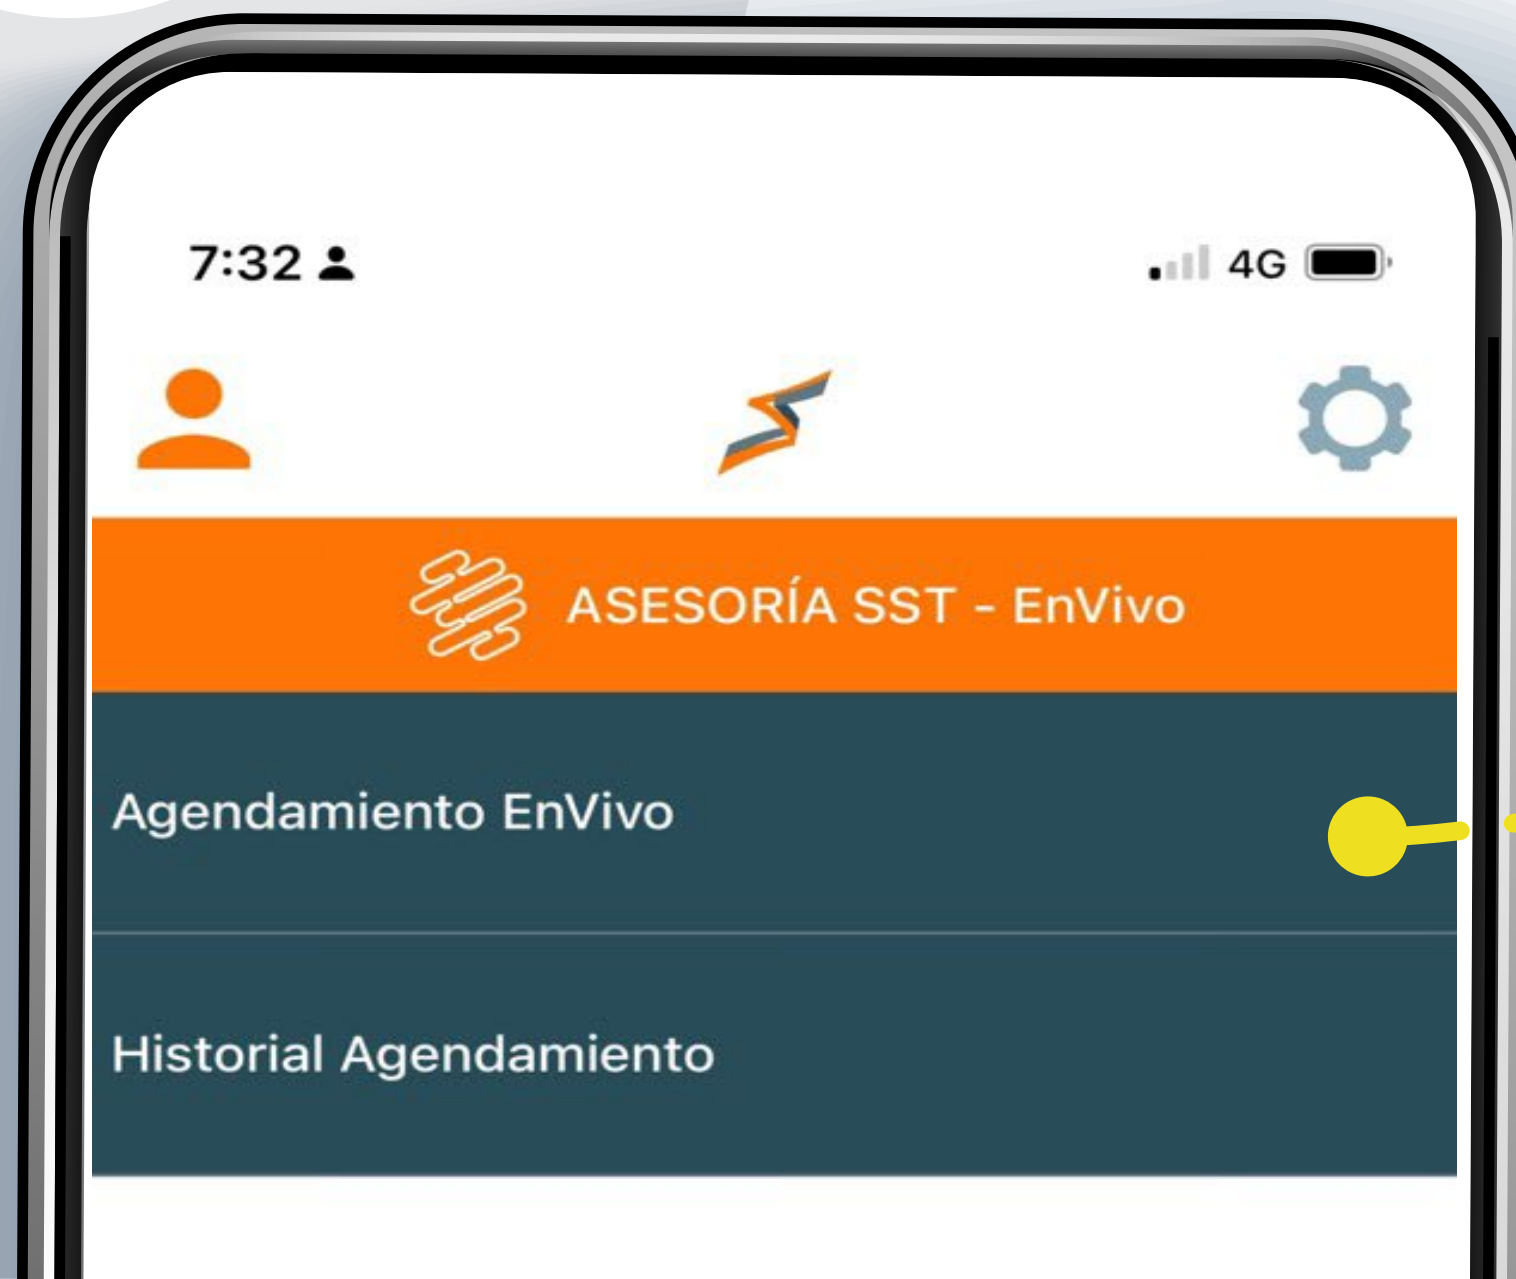 7:32
4G
ASESORÍA SST - EnVivo
Agendamiento EnVivo
Historial Agendamiento